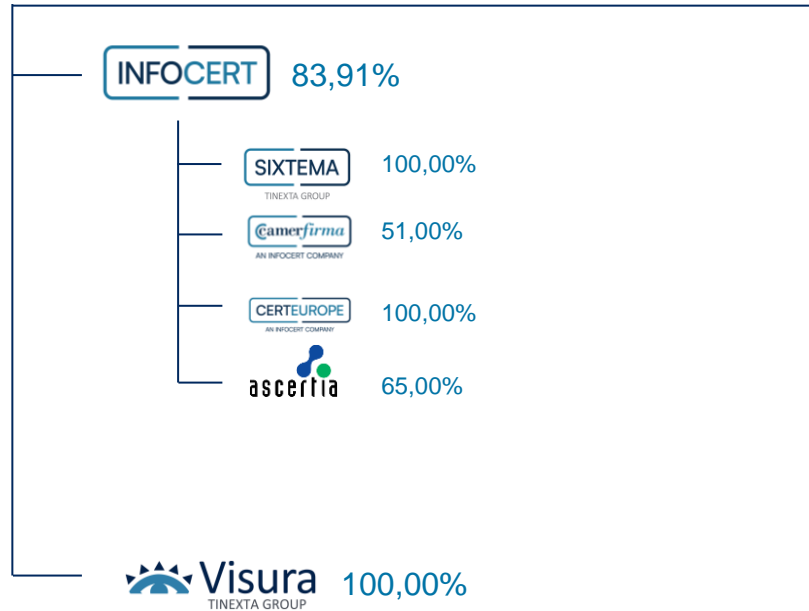 INFOCERT 83,91%
SIXTEMA 100,00%
TINEXTA GROUP
Camerfirma 51,00%
AN INFOCERT COMPANY
CERTEUROPE 100,00%
AN INFOCERT COMPANY
ascertia 65,00%
Visura 100,00%
TINEXTA GROUP